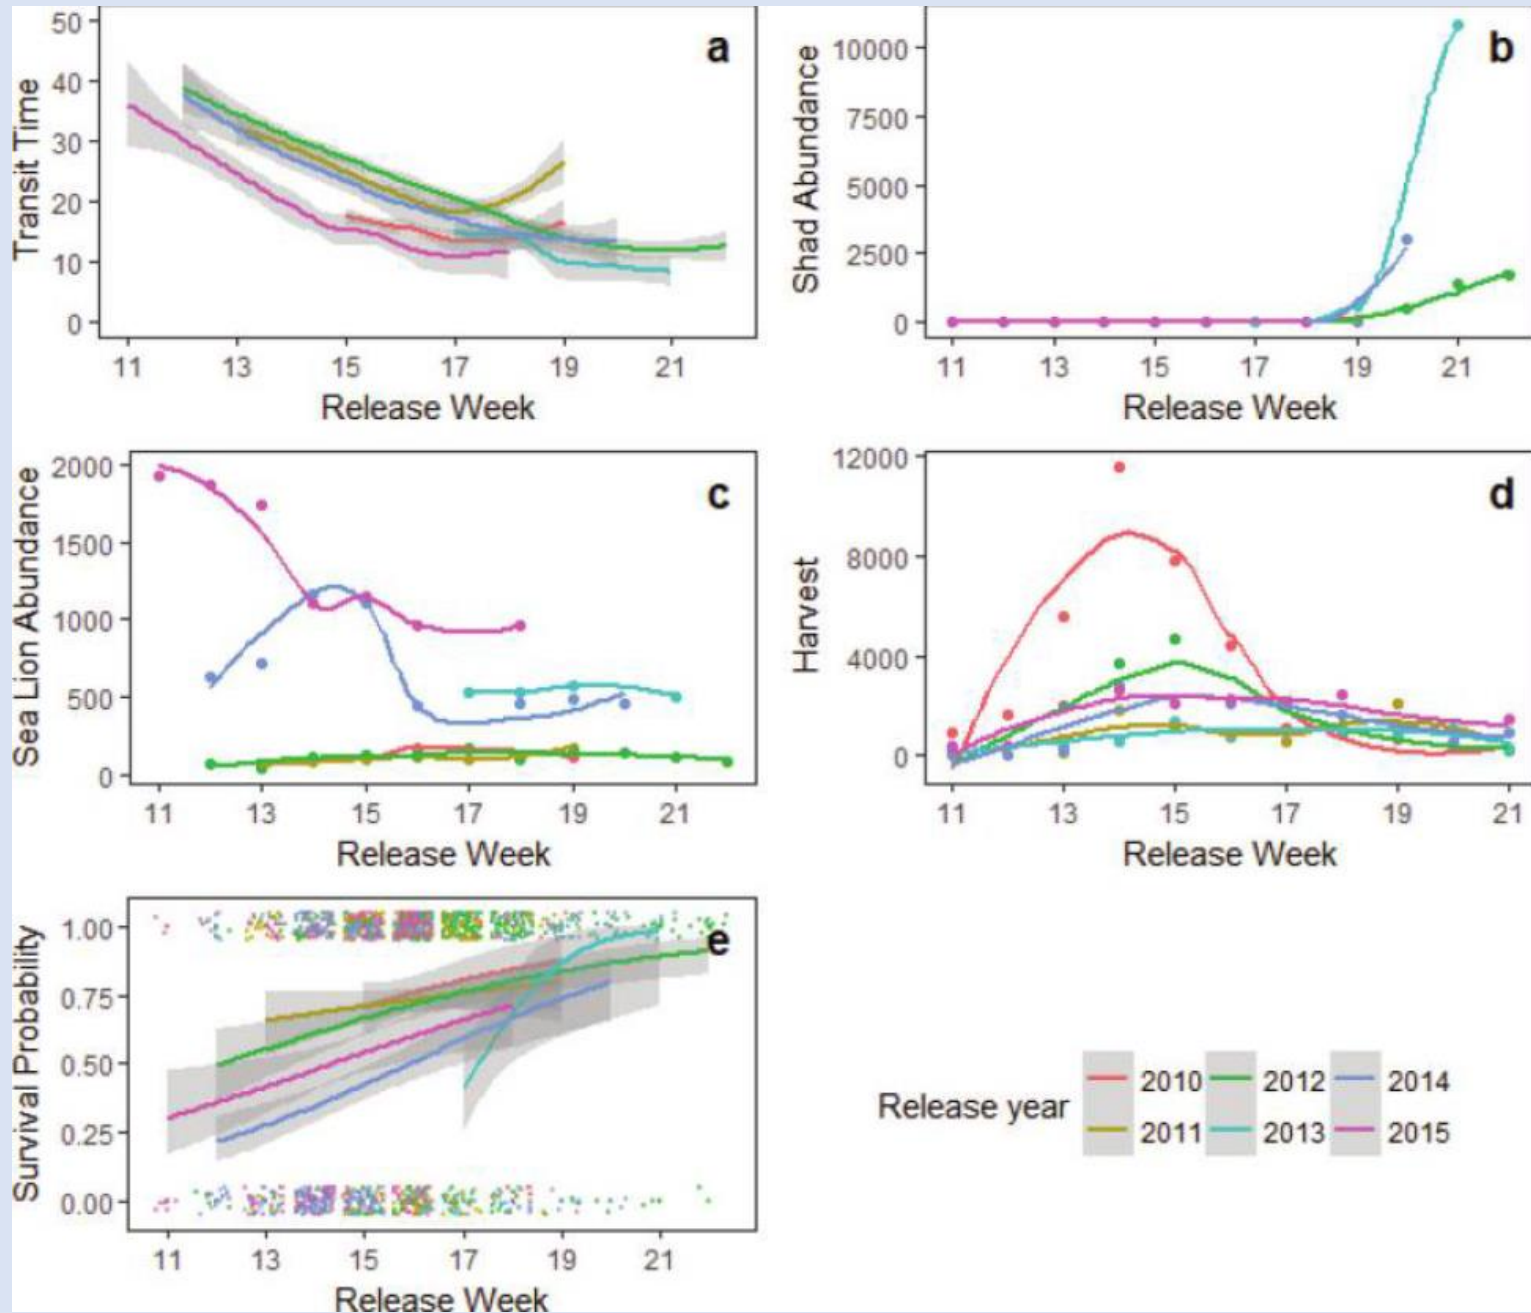 a
50
40
30
20
10
0
Transit Time
11 13 15 17 19 21
Release Week
b
10000
7500
5000
2500
0
Shad Abundance
11 13 15 17 19 21
Release Week
c
2000
1500
1000
500
0
Sea Lion Abundance
11 13 15 17 19 21
Release Week
d
12000
8000
4000
0
Harvest
11 13 15 17 19 21
Release Week
e
1.00
0.75
0.50
0.25
0.00
Survival Probability
11 13 15 17 19 21
Release Week
Release year
2010 2012 2014
2011 2013 2015